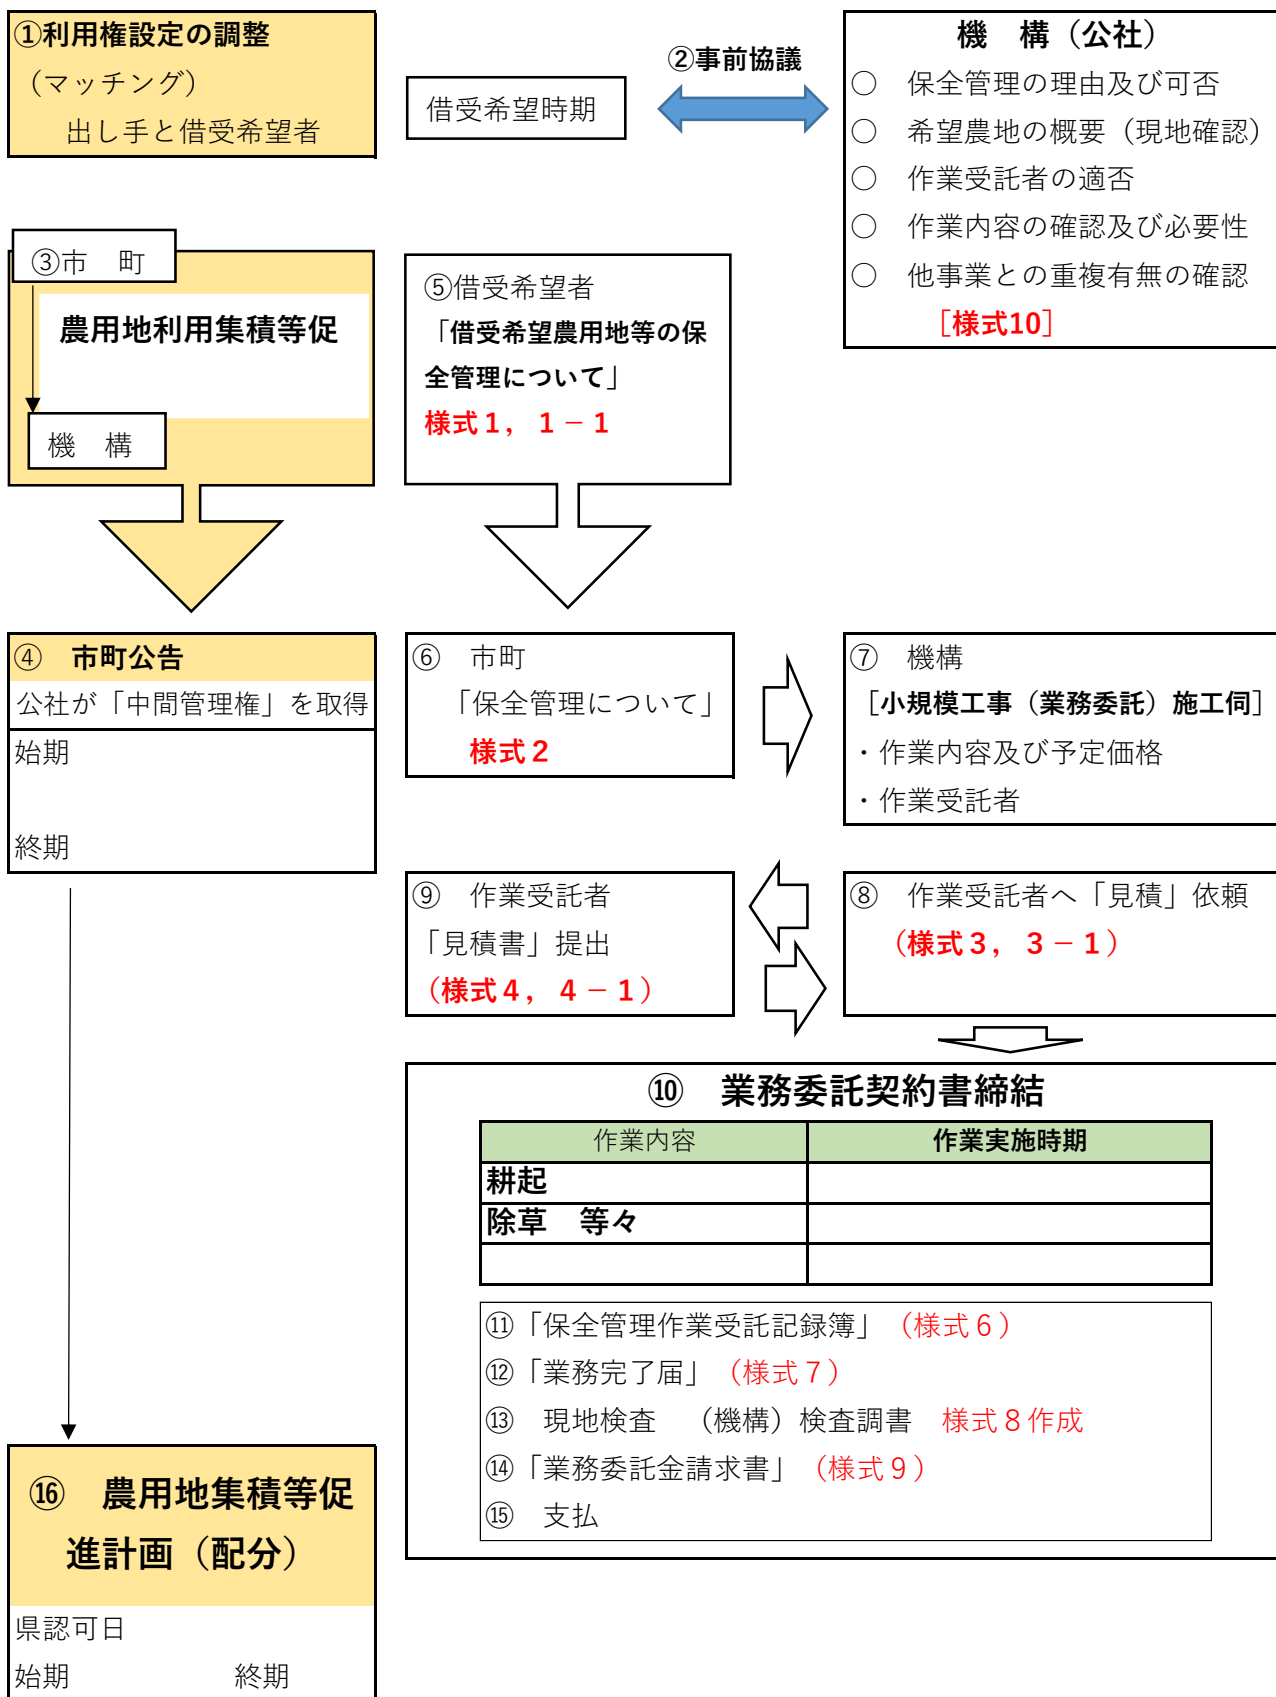 ①利用権設定の調整
（マッチング）
出し手と借受希望者
借受希望時期
②事前協議
機　構（公社）
○　保全管理の理由及び可否
○　希望農地の概要（現地確認）
○　作業受託者の適否
○　作業内容の確認及び必要性
○　他事業との重複有無の確認
［様式10］
③市　町
農用地利用集積等促
機　構
⑤借受希望者
「借受希望農用地等の保
全管理について」
様式１，１－１
④　市町公告
公社が「中間管理権」を取得
始期
終期
⑥　市町
「保全管理について」
様式２
⑦　機構
［小規模工事（業務委託）施工伺］
・作業内容及び予定価格
・作業受託者
⑧　作業受託者へ「見積」依頼
（様式３，３－１）
⑨　作業受託者
「見積書」提出
（様式４，４－１）
⑩　業務委託契約書締結
作業内容　作業実施時期
耕起
除草　等々
⑪「保全管理作業受託記録簿」（様式６）
⑫「業務完了届」（様式７）
⑬　現地検査　（機構）検査調書　様式８作成
⑭「業務委託金請求書」（様式９）
⑮　支払
⑯　農用地集積等促
進計画（配分）
県認可日
始期　　　　　　終期